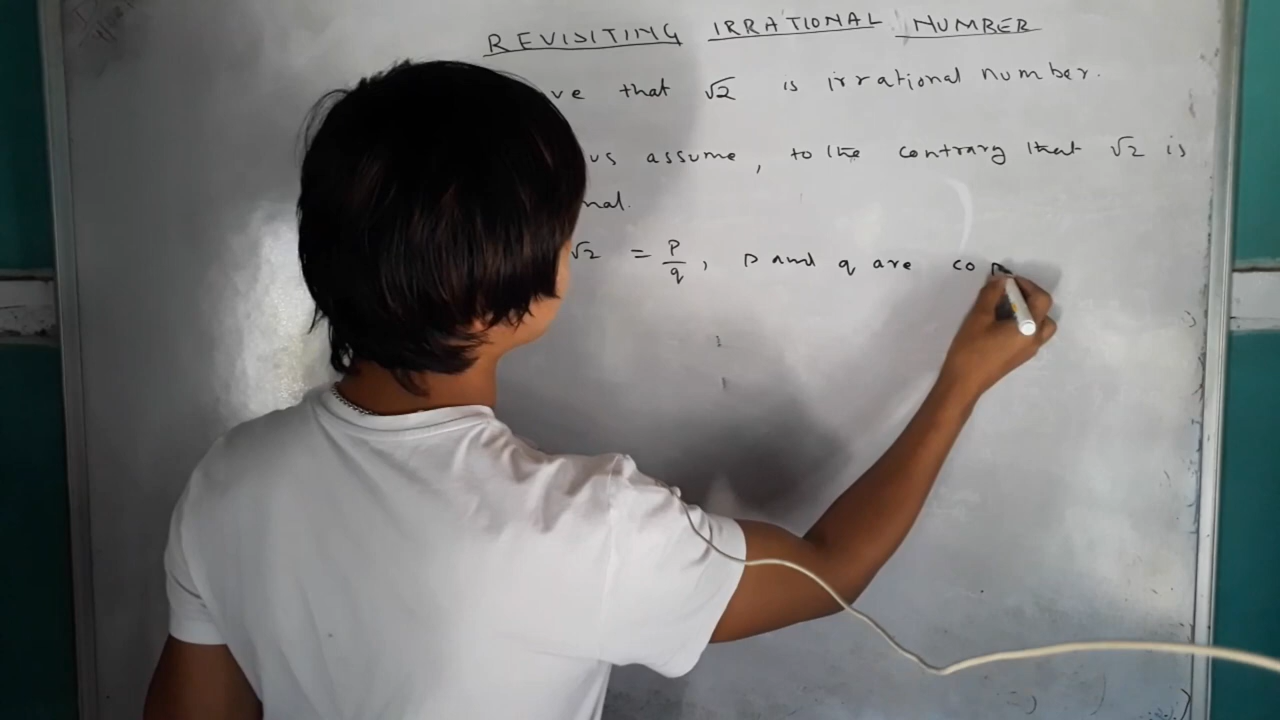 REVISITING IRRATIONAL NUMBER
ve that √2 is irrational number.
us assume, to the contrary that √2 is
nal.
√2 = p/q, p and q are co p